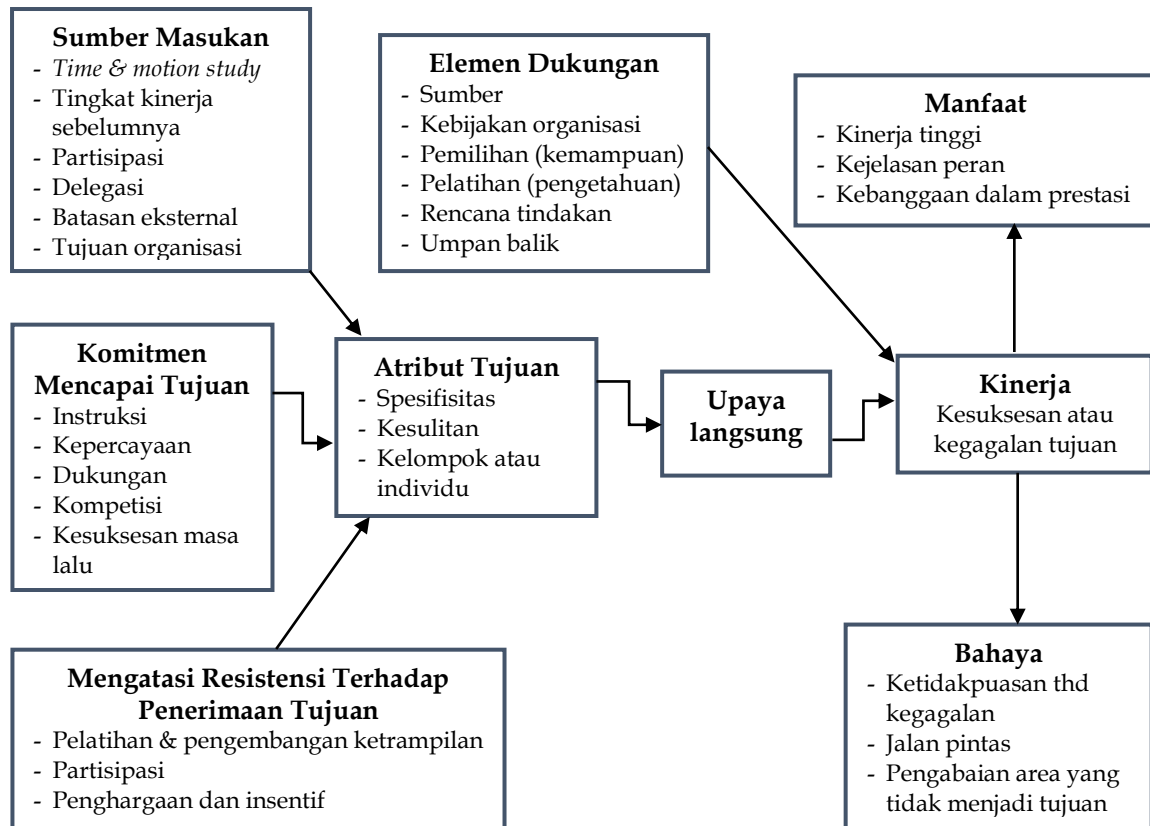 Sumber Masukan
- Time & motion study
- Tingkat kinerja
sebelumnya
- Partisipasi
- Delegasi
- Batasan eksternal
- Tujuan organisasi
Elemen Dukungan
- Sumber
- Kebijakan organisasi
- Pemilihan (kemampuan)
- Pelatihan (pengetahuan)
- Rencana tindakan
- Umpan balik
Manfaat
- Kinerja tinggi
- Kejelasan peran
- Kebanggaan dalam prestasi
Komitmen
Mencapai Tujuan
- Instruksi
- Kepercayaan
- Dukungan
- Kompetisi
- Kesuksesan masa
lalu
Atribut Tujuan
- Spesifisitas
- Kesulitan
- Kelompok atau
individu
Upaya
langsung
Kinerja
Kesuksesan atau
kegagalan tujuan
Mengatasi Resistensi Terhadap
Penerimaan Tujuan
- Pelatihan & pengembangan ketrampilan
- Partisipasi
- Penghargaan dan insentif
Bahaya
- Ketidakpuasan thd
kegagalan
- Jalan pintas
- Pengabaian area yang
tidak menjadi tujuan